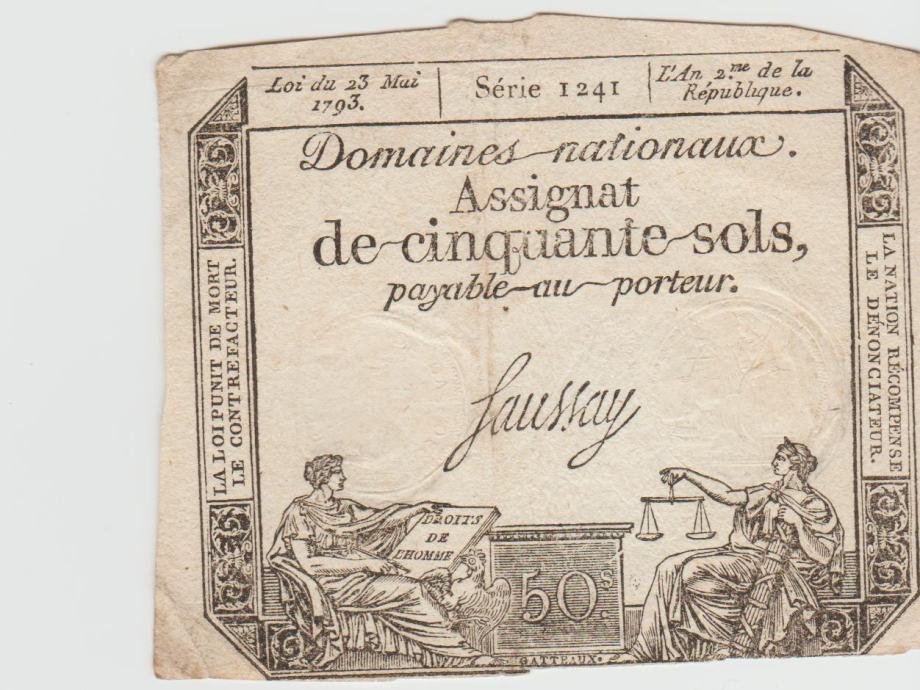 Loi du 23 Mai
1793.
Série 1241
L'An 2.me de la
République.
Domaines nationaux.
Assignat
de cinquante sols,
payable au porteur.
LA LOI PUNIT DE MORT
LE CONTREFACTEUR.
LA NATION RÉCOMPENSE
LE DÉNONCIATEUR.
Saussay
DROITS
DE
L'HOMME
50 S.
GATTEAUX.